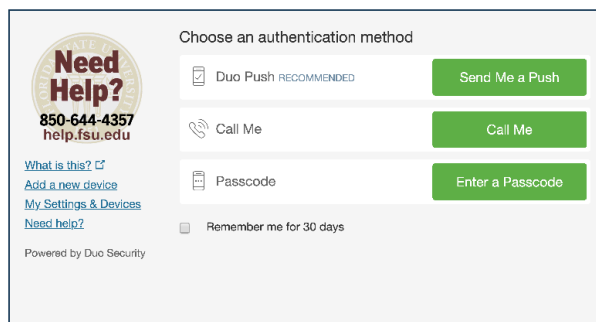 Need
Help?
850-644-4357
help.fsu.edu
What is this?
Add a new device
My Settings & Devices
Need help?
Powered by Duo Security
Choose an authentication method
Duo Push RECOMMENDED
Send Me a Push
Call Me
Call Me
Passcode
Enter a Passcode
Remember me for 30 days